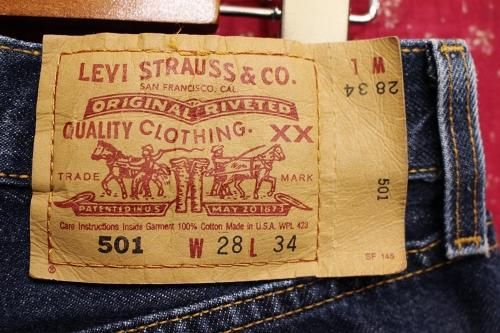 LEVI STRAUSS & CO.
SAN FRANCISCO, CAL.
ORIGINAL RIVETED
QUALITY CLOTHING. XX
TRADE MARK
PATENTED IN U.S. MAY 20 1873
Care Instructions Inside Garment 100% Cotton Made in U.S.A. WPL 423
501 W 28 L 34
®
W L
28 34
501
SF 145